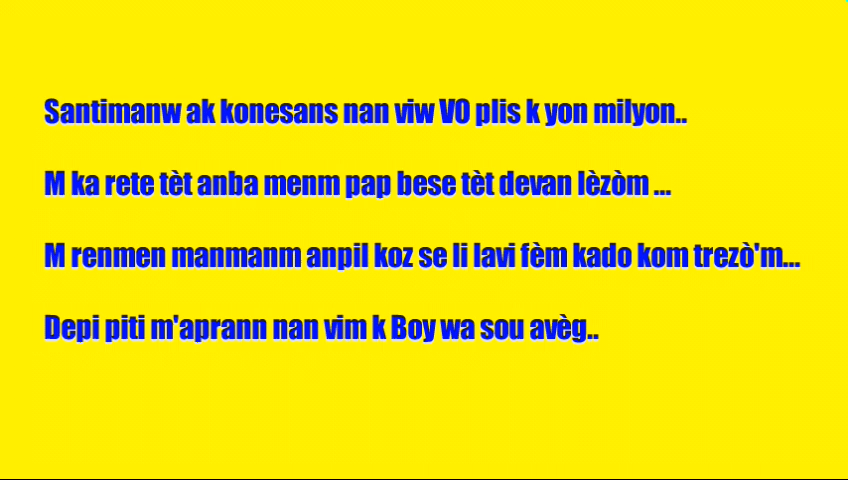 Santimanw ak konesans nan viw VO plis k yon milyon..
M ka rete tèt anba menm pap bese tèt devan lèzòm ...
M renmen manmanm anpil koz se li lavi fèm kado kom trezò'm...
Depi piti m'aprann nan vim k Boy wa sou avèg..